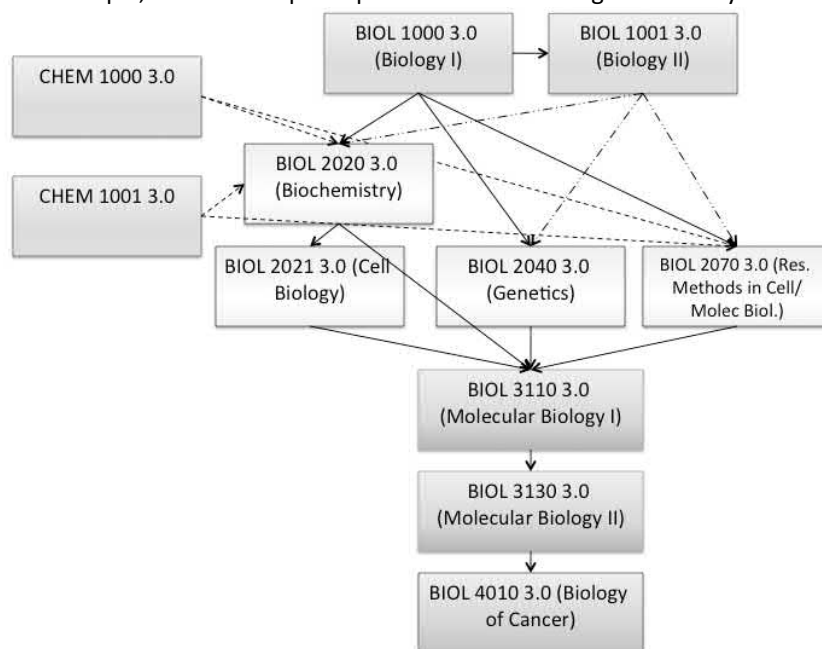 BIOL 1000 3.0
(Biology I)
BIOL 1001 3.0
(Biology II)
CHEM 1000 3.0
CHEM 1001 3.0
BIOL 2020 3.0
(Biochemistry)
BIOL 2021 3.0 (Cell
Biology)
BIOL 2040 3.0
(Genetics)
BIOL 2070 3.0 (Res.
Methods in Cell/
Molec Biol.)
BIOL 3110 3.0
(Molecular Biology I)
BIOL 3130 3.0
(Molecular Biology II)
BIOL 4010 3.0 (Biology
of Cancer)